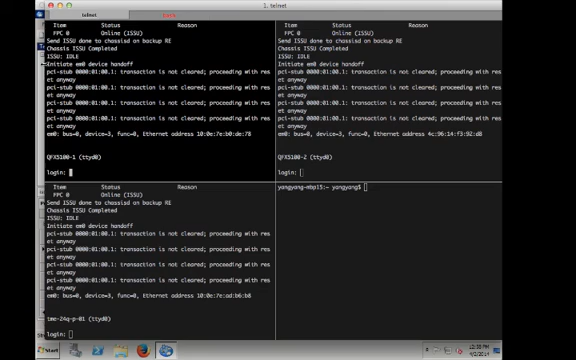 1. telnet
telnet
Item Status Reason
FPC 0 Online (ISSU)
Send ISSU done to chassisd on backup RE
Chassis ISSU Completed
ISSU: IDLE
Initiate em0 device handoff
pci-stub 0000:01:00.1: transaction is not cleared; proceeding with res
et anyway
pci-stub 0000:01:00.1: transaction is not cleared; proceeding with res
et anyway
pci-stub 0000:01:00.1: transaction is not cleared; proceeding with res
et anyway
pci-stub 0000:01:00.1: transaction is not cleared; proceeding with res
et anyway
em0: bus=0, device=3, func=0, Ethernet address 10:0e:7e:b0:de:78
QFX5100-1 (ttyd0)
login:
Item Status Reason
FPC 0 Online (ISSU)
Send ISSU done to chassisd on backup RE
Chassis ISSU Completed
ISSU: IDLE
Initiate em0 device handoff
pci-stub 0000:01:00.1: transaction is not cleared; proceeding with res
et anyway
pci-stub 0000:01:00.1: transaction is not cleared; proceeding with res
et anyway
pci-stub 0000:01:00.1: transaction is not cleared; proceeding with res
et anyway
pci-stub 0000:01:00.1: transaction is not cleared; proceeding with res
et anyway
em0: bus=0, device=3, func=0, Ethernet address 4c:96:14:f3:92:d8
QFX5100-2 (ttyd0)
login:
Item Status Reason
FPC 0 Online (ISSU)
Send ISSU done to chassisd on backup RE
Chassis ISSU Completed
ISSU: IDLE
Initiate em0 device handoff
pci-stub 0000:01:00.1: transaction is not cleared; proceeding with res
et anyway
pci-stub 0000:01:00.1: transaction is not cleared; proceeding with res
et anyway
pci-stub 0000:01:00.1: transaction is not cleared; proceeding with res
et anyway
pci-stub 0000:01:00.1: transaction is not cleared; proceeding with res
et anyway
em0: bus=0, device=3, func=0, Ethernet address 10:0e:7e:ad:b6:b8
tme-24q-p-01 (ttyd0)
login:
yangyang-mbp15:~ yangyang$
4/2/2014